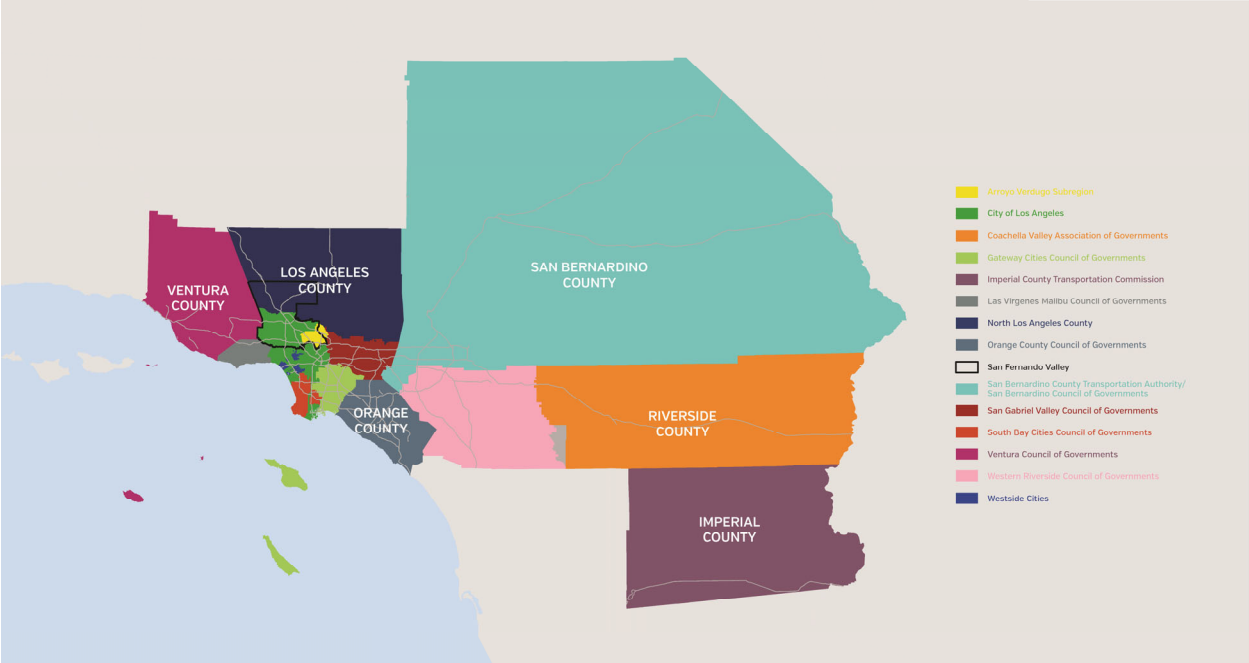 VENTURA
COUNTY
LOS ANGELES
COUNTY
SAN BERNARDINO
COUNTY
ORANGE
COUNTY
RIVERSIDE
COUNTY
IMPERIAL
COUNTY
Arroyo Verdugo Subregion
City of Los Angeles
Coachella Valley Association of Governments
Gateway Cities Council of Governments
Imperial County Transportation Commission
Las Virgenes Malibu Council of Governments
North Los Angeles County
Orange County Council of Governments
San Fernando Valley
San Bernardino County Transportation Authority/
San Bernardino Council of Governments
San Gabriel Valley Council of Governments
South Bay Cities Council of Governments
Ventura Council of Governments
Western Riverside Council of Governments
Westside Cities